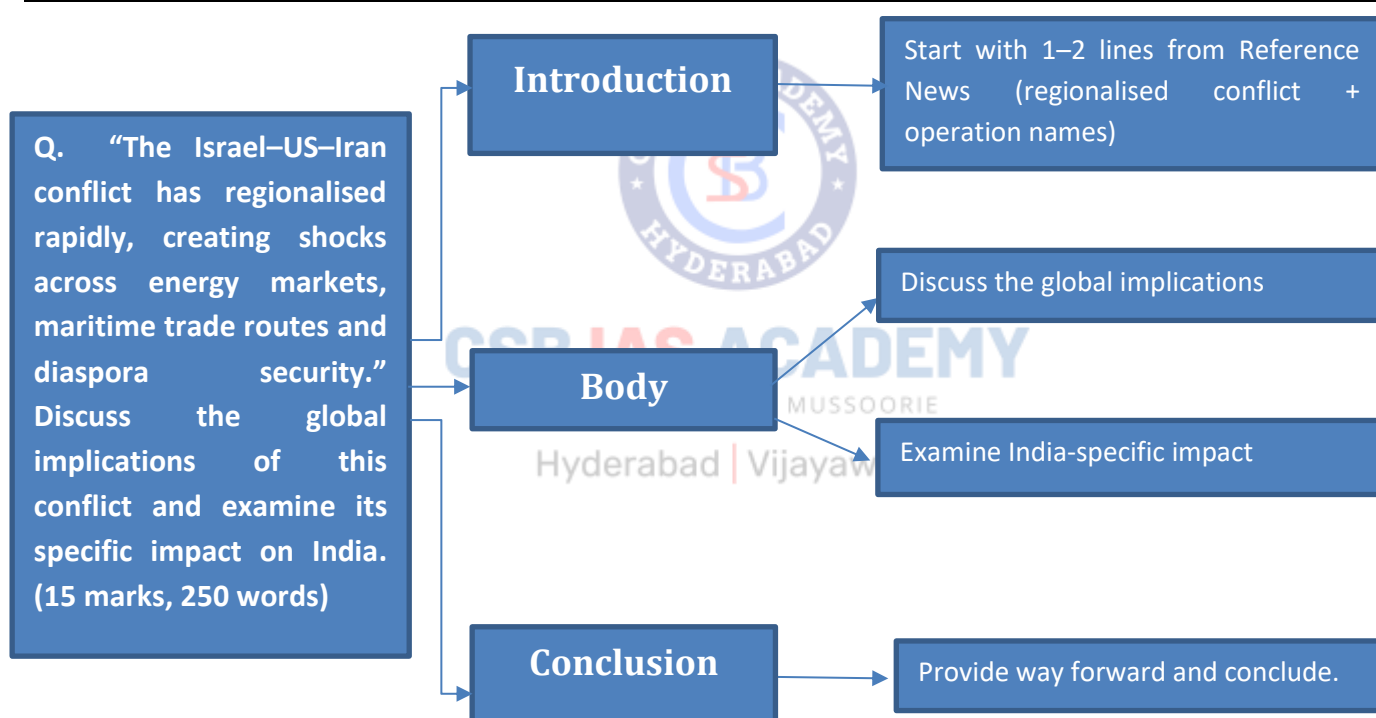 Q. “The Israel–US–Iran
conflict has regionalised
rapidly, creating shocks
across energy markets,
maritime trade routes and
diaspora security.”
Discuss the global
implications of this
conflict and examine its
specific impact on India.
(15 marks, 250 words)
Introduction
Start with 1–2 lines from Reference
News (regionalised conflict +
operation names)
Body
Discuss the global implications
Examine India-specific impact
Conclusion
Provide way forward and conclude.
HYDERABAD
CSB IAS ACADEMY
MUSSOORIE
Hyderabad |